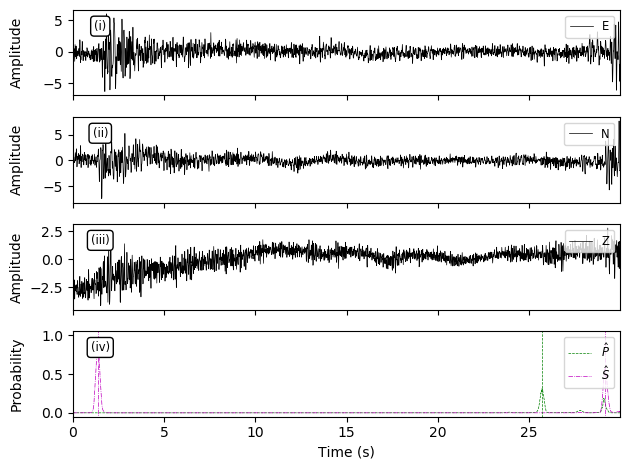 Amplitude
5
0
−5
(i)
E
Amplitude
5
0
−5
(ii)
N
Amplitude
2.5
0.0
−2.5
(iii)
Z
Probability
1.0
0.5
0.0
(iv)
P̂
Ŝ
0 5 10 15 20 25
Time (s)